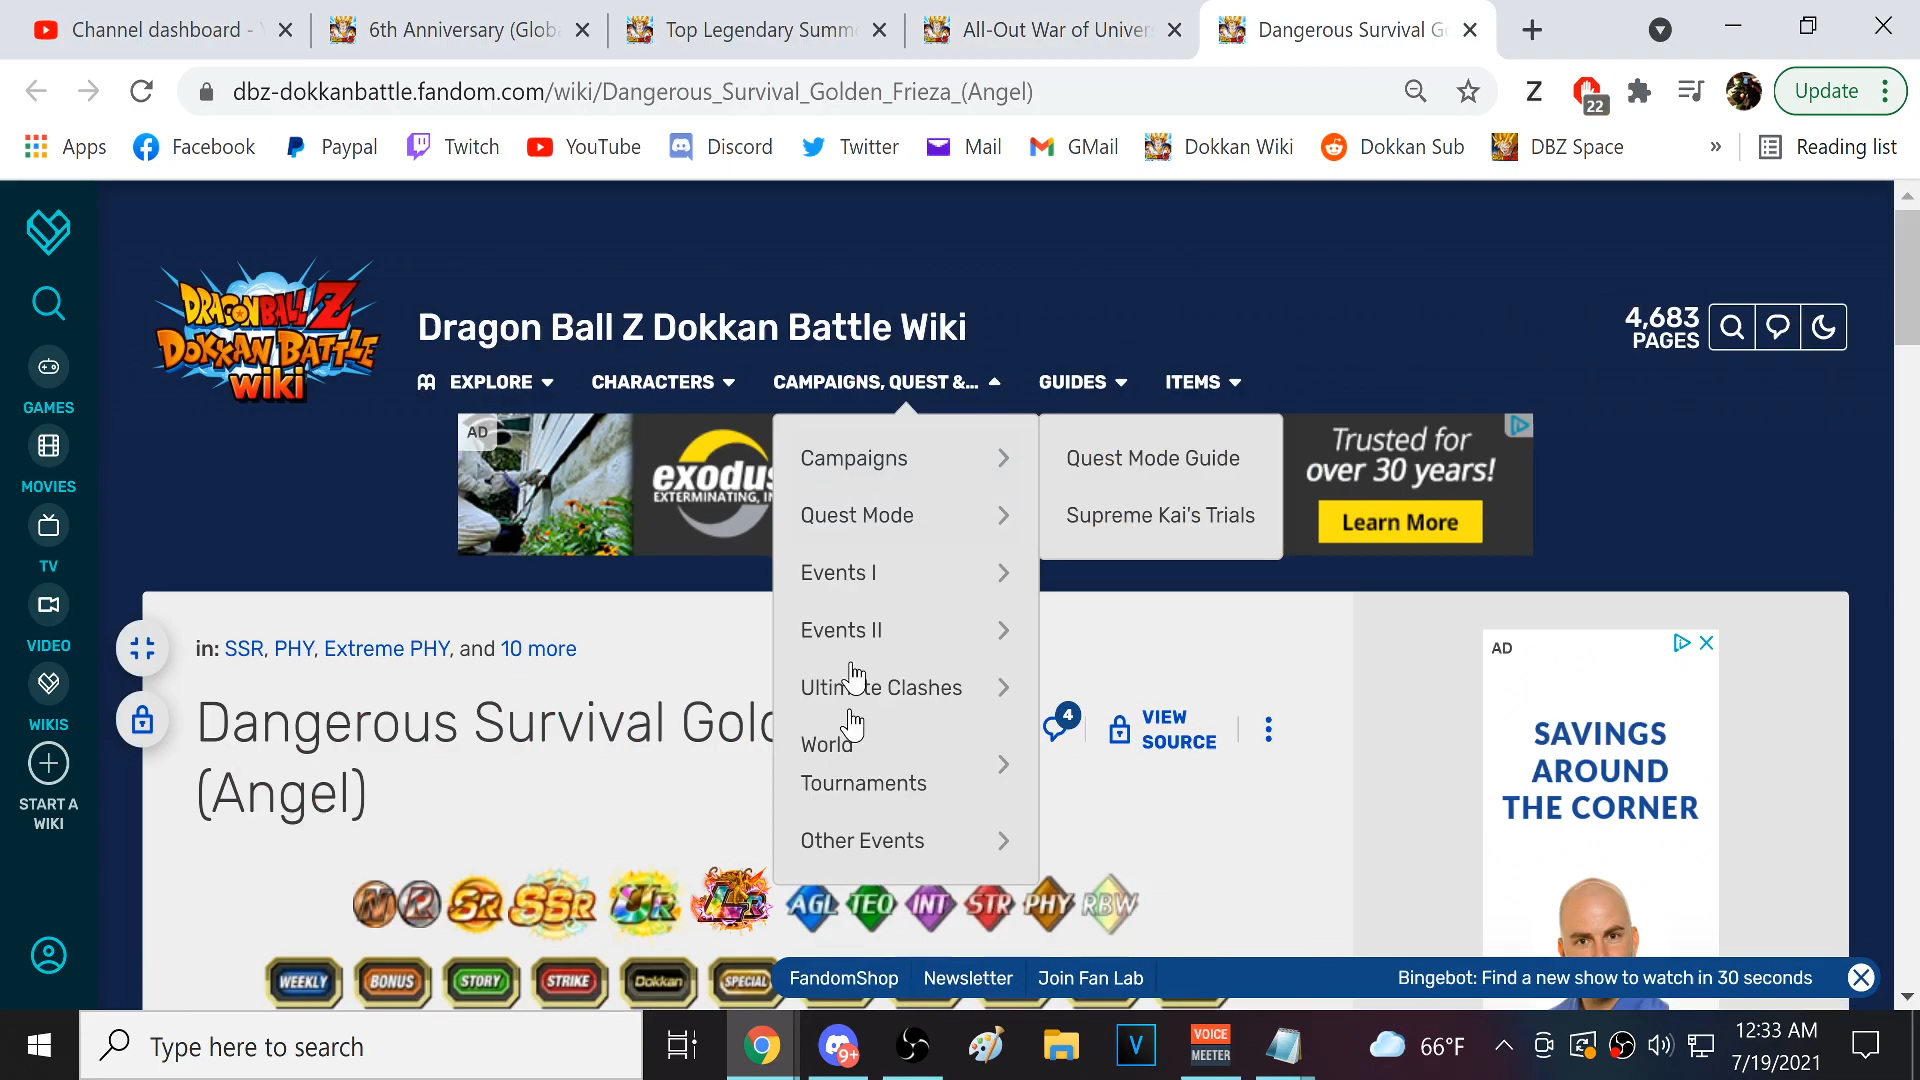 Channel dashboard -
6th Anniversary (Globa
Top Legendary Summo
All-Out War of Univers
Dangerous Survival Go
dbz-dokkanbattle.fandom.com/wiki/Dangerous_Survival_Golden_Frieza_(Angel)
Z
22
Update
Apps
Facebook
Paypal
Twitch
YouTube
Discord
Twitter
Mail
GMail
Dokkan Wiki
Dokkan Sub
DBZ Space
»
Reading list
DRAGON BALL Z
DOKKAN BATTLE
wiki
Dragon Ball Z Dokkan Battle Wiki
4,683
PAGES
EXPLORE
CHARACTERS
CAMPAIGNS, QUEST &...
GUIDES
ITEMS
GAMES
MOVIES
TV
VIDEO
WIKIS
START A
WIKI
AD
exodus
EXTERMINATING, IN
Trusted for
over 30 years!
Learn More
Campaigns
Quest Mode
Events I
Events II
Ultimate Clashes
World
Tournaments
Other Events
Quest Mode Guide
Supreme Kai's Trials
in: SSR, PHY, Extreme PHY, and 10 more
Dangerous Survival Gol
(Angel)
4
VIEW
SOURCE
AD
SAVINGS
AROUND
THE CORNER
N R SR SSR UR LR AGL TEQ INT STR PHY RBW
WEEKLY BONUS STORY STRIKE Dokkan SPECIAL
FandomShop
Newsletter
Join Fan Lab
Bingebot: Find a new show to watch in 30 seconds
Type here to search
9+
V
VOICE
MEETER
66°F
12:33 AM
7/19/2021